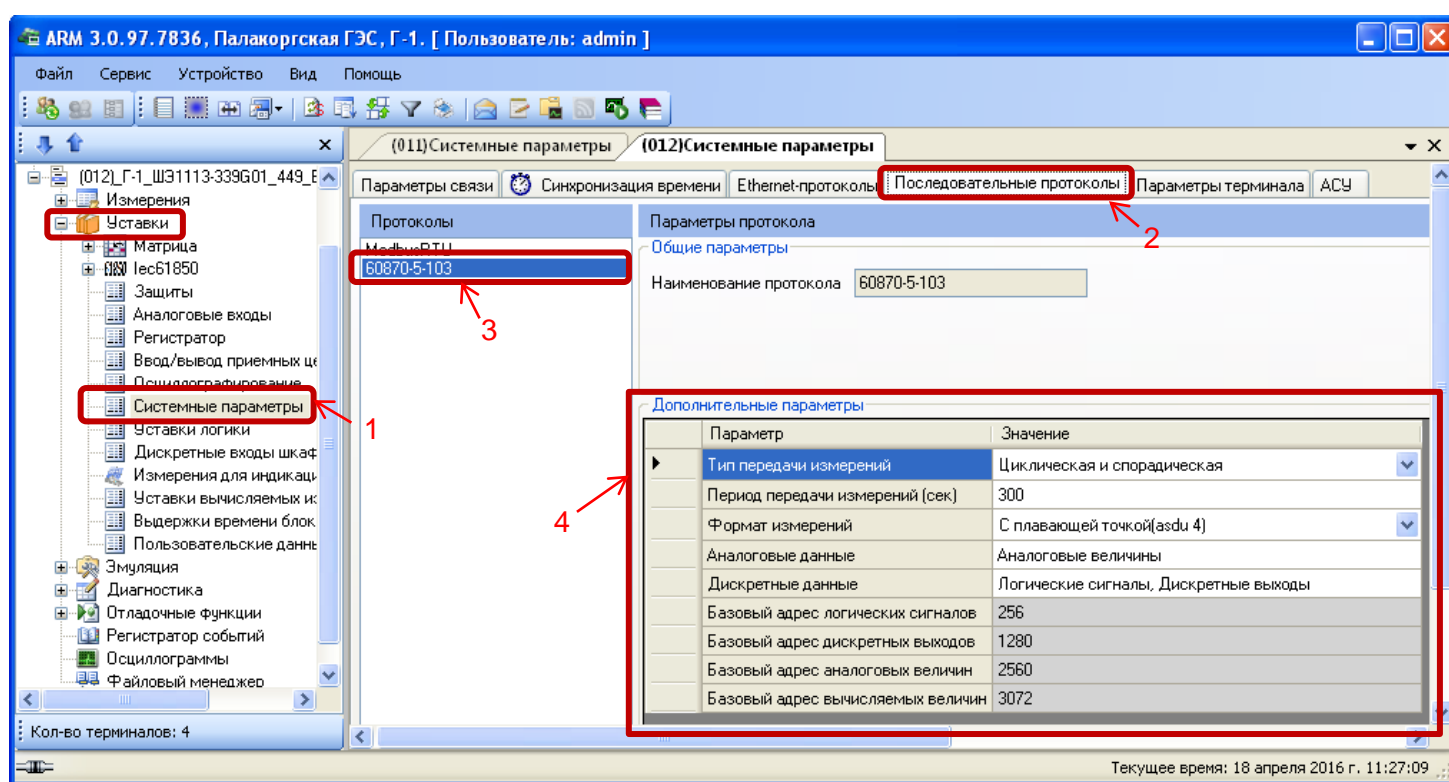 ARM 3.0.97.7836, Палакоргская ГЭС, Г-1. [ Пользователь: admin ]
Файл Сервис Устройство Вид Помощь
(012)_Г-1_ШЭ1113-339G01_449_E
Измерения
Уставки
Матрица
Iec61850
Защиты
Аналоговые входы
Регистратор
Ввод/вывод приемных це
Осциллографирование
Системные параметры
1
Уставки логики
Дискретные входы шкаф
Измерения для индикаци
Уставки вычисляемых из
Выдержки времени блок
Пользовательские данны
Эмуляция
Диагностика
Отладочные функции
Регистратор событий
Осциллограммы
Файловый менеджер
Кол-во терминалов: 4
(011)Системные параметры (012)Системные параметры
Параметры связи Синхронизация времени Ethernet-протоколы Последовательные протоколы Параметры терминала АСУ
2
Протоколы
ModbusRTU
60870-5-103
3
Параметры протокола
Общие параметры
Наименование протокола 60870-5-103
Дополнительные параметры
4
Параметр Значение
Тип передачи измерений Циклическая и спорадическая
Период передачи измерений (сек) 300
Формат измерений С плавающей точкой(asdu 4)
Аналоговые данные Аналоговые величины
Дискретные данные Логические сигналы, Дискретные выходы
Базовый адрес логических сигналов 256
Базовый адрес дискретных выходов 1280
Базовый адрес аналоговых величин 2560
Базовый адрес вычисляемых величин 3072
Текущее время: 18 апреля 2016 г. 11:27:09